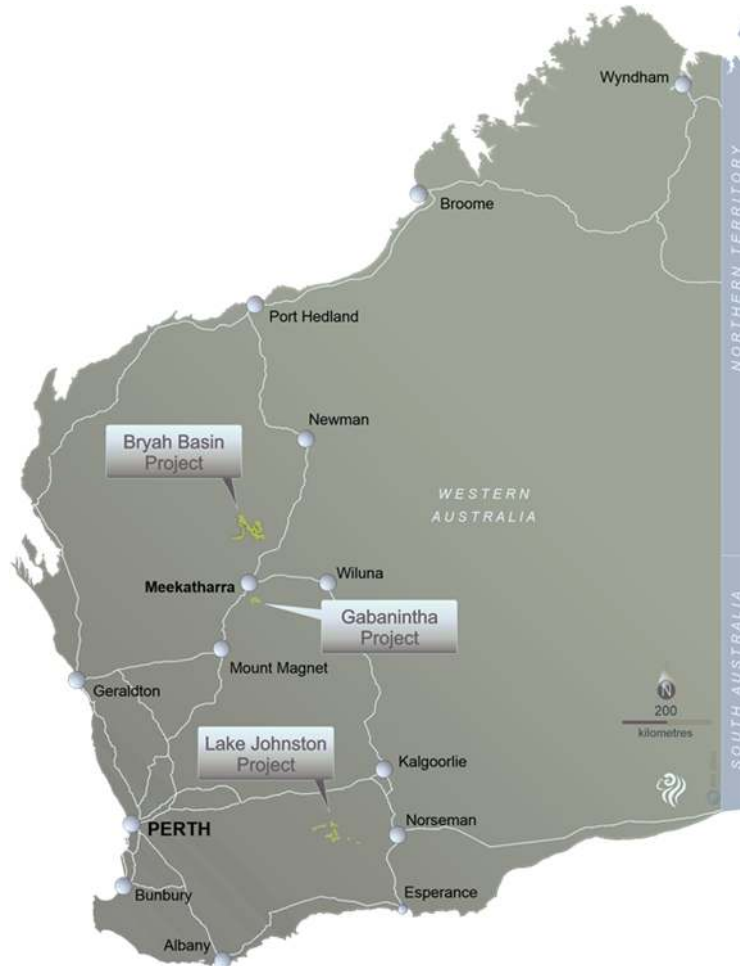 Wyndham
NORTHERN TERRITORY
Broome
Port Hedland
Newman
Bryah Basin
Project
WESTERN
AUSTRALIA
Meekatharra
Wiluna
Gabanintha
Project
Mount Magnet
Geraldton
SOUTH AUSTRALIA
N
200
kilometres
Lake Johnston
Project
Kalgoorlie
PERTH
Norseman
Bunbury
Esperance
Albany